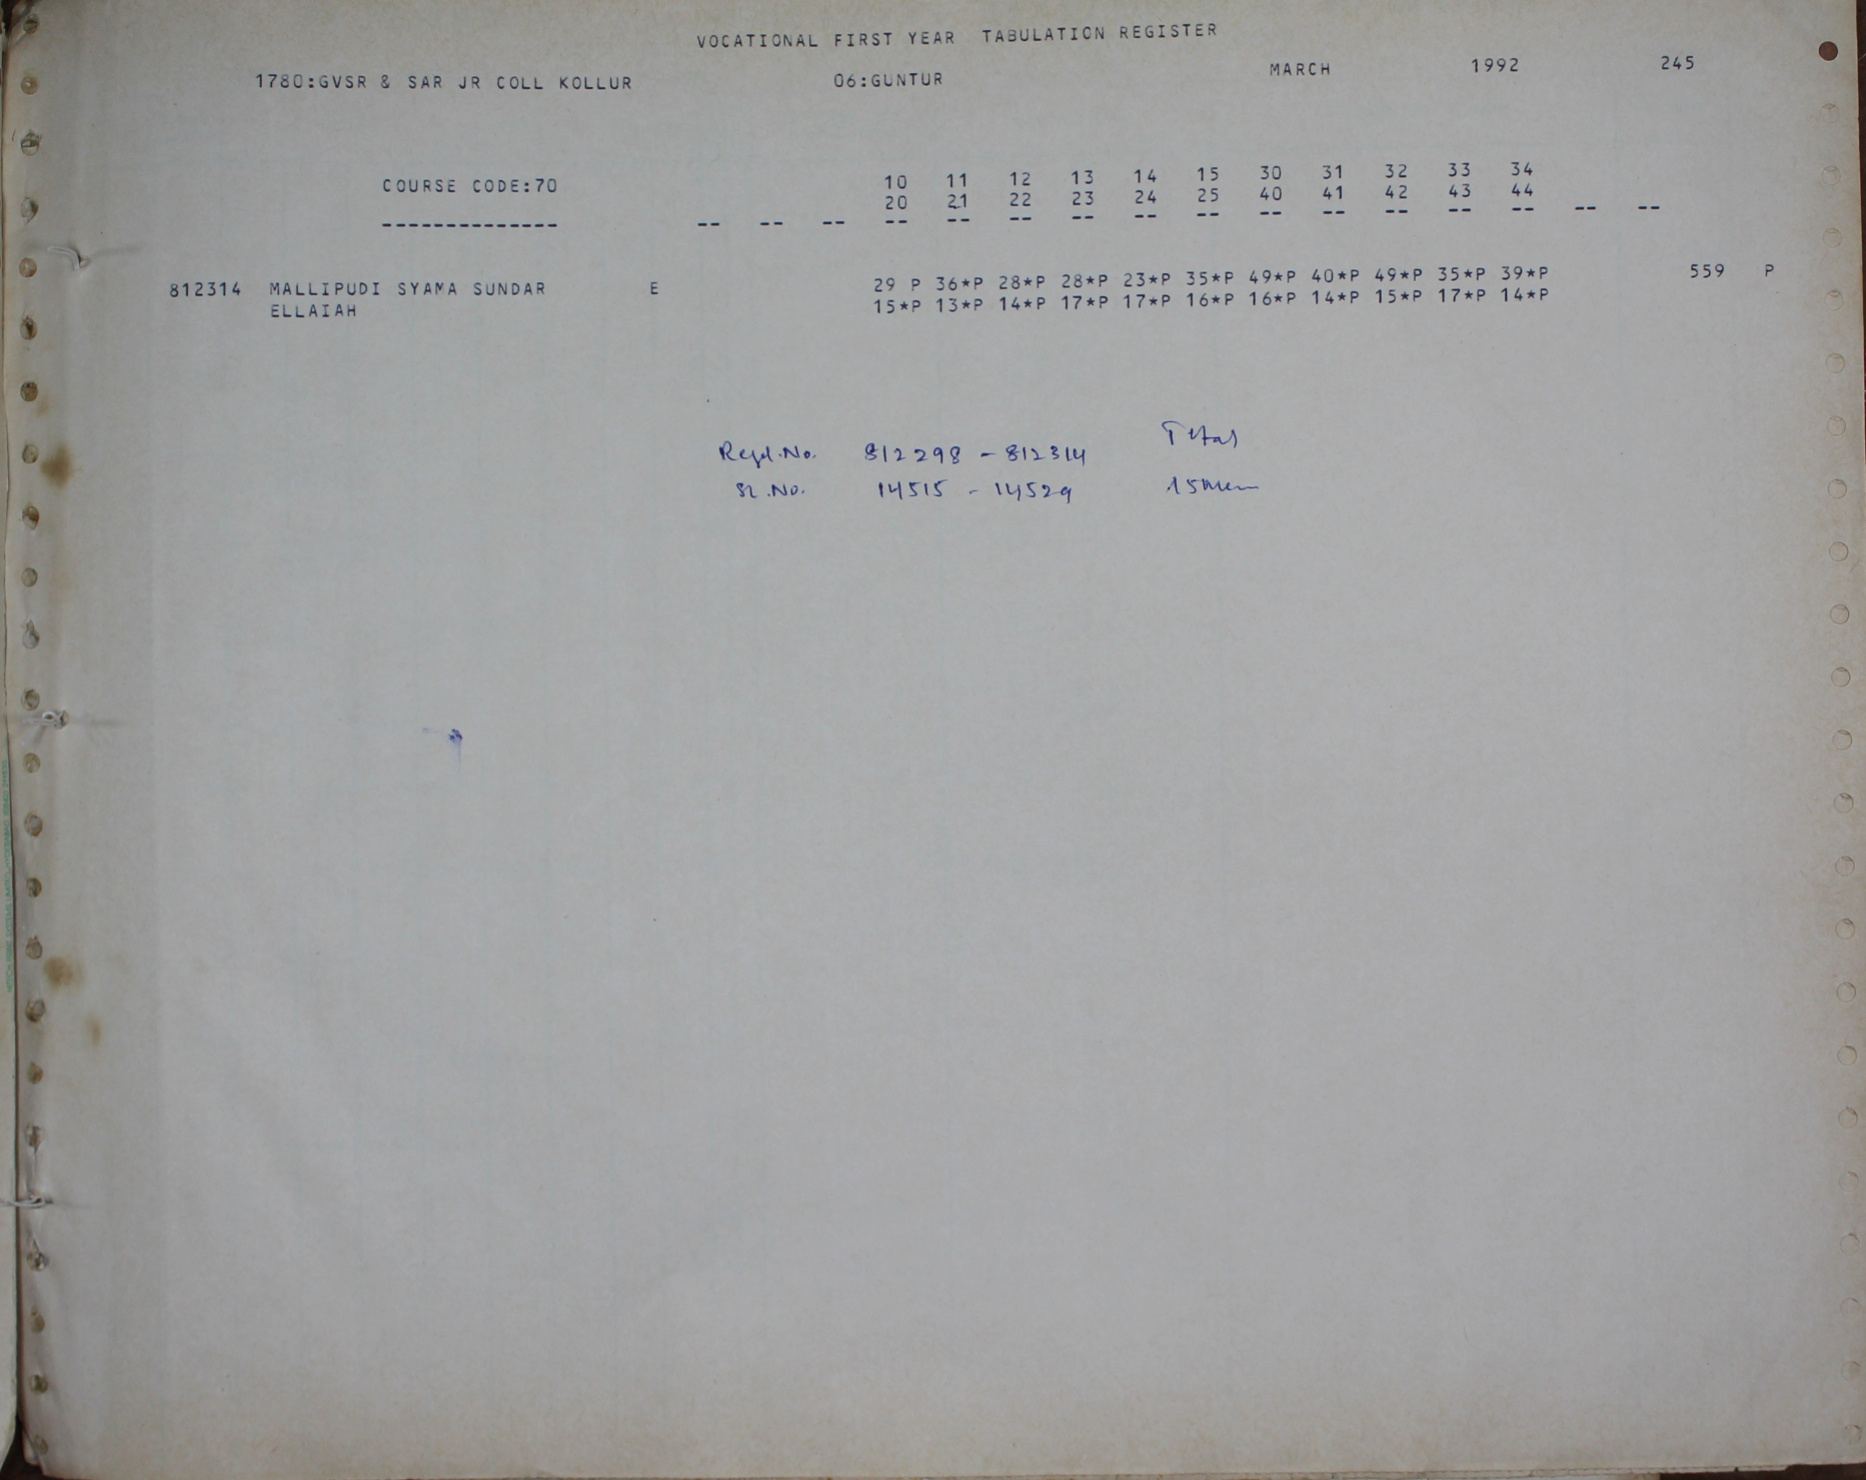 VOCATIONAL FIRST YEAR TABULATION REGISTER
1780:GVSR & SAR JR COLL KOLLUR 06:GUNTUR MARCH 1992 245
COURSE CODE:70 10 11 12 13 14 15 30 31 32 33 34
20 21 22 23 24 25 40 41 42 43 44
-------------- -- -- -- -- -- -- -- -- -- -- -- -- -- -- -- --
812314 MALLIPUDI SYAMA SUNDAR E 29 P 36*P 28*P 28*P 23*P 35*P 49*P 40*P 49*P 35*P 39*P 559 P
ELLAIAH 15*P 13*P 14*P 17*P 17*P 16*P 16*P 14*P 15*P 17*P 14*P
Regd.No. 812298 - 812314 Total
Sl.No. 14515 - 14529 15